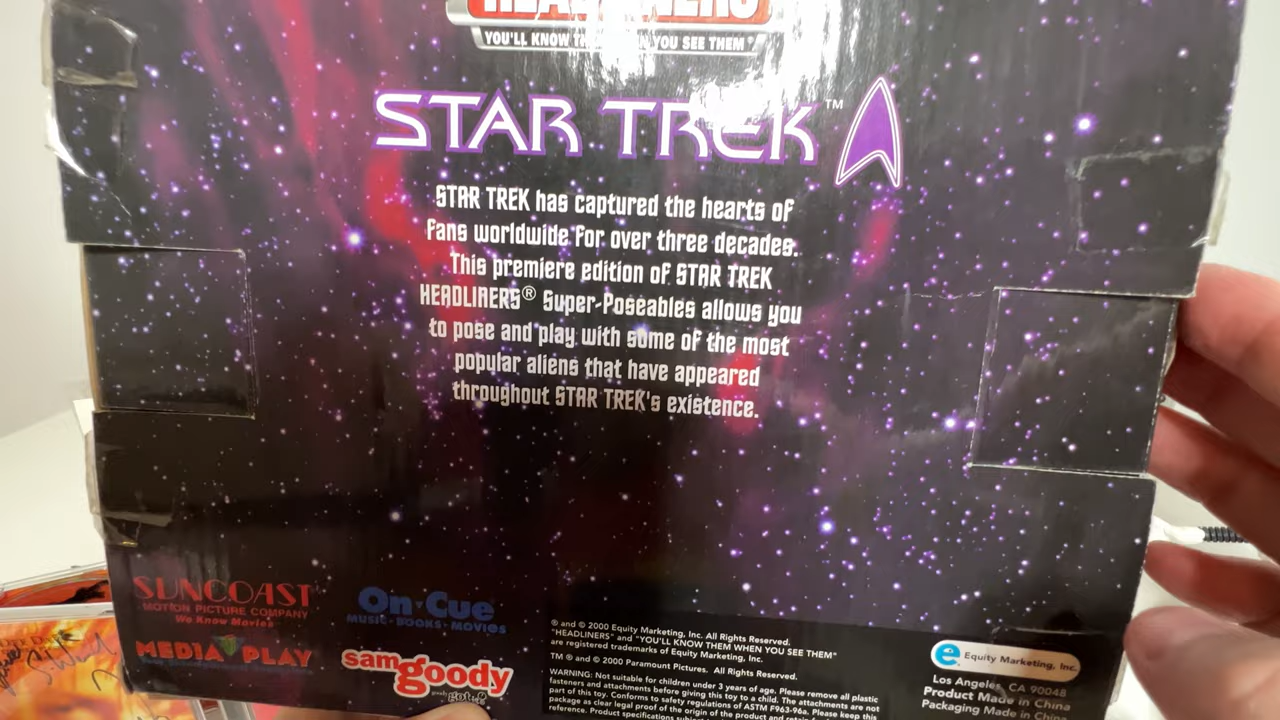 HEADLINERS
YOU'LL KNOW YOU SEE THEM
STAR TREK™
STAR TREK has captured the hearts of
fans worldwide for over three decades.
This premiere edition of STAR TREK
HEADLINERS® Super-Poseables allows you
to pose and play with some of the most
popular aliens that have appeared
throughout STAR TREK's existence.
SUNCOAST
MOTION PICTURE COMPANY
We Know Movies
MEDIA PLAY
On·Cue
MUSIC·BOOKS·MOVIES
sam goody
® and © 2000 Equity Marketing, Inc. All Rights Reserved.
"HEADLINERS" and "YOU'LL KNOW THEM WHEN YOU SEE THEM"
are registered trademarks of Equity Marketing, Inc.
TM ® and © 2000 Paramount Pictures. All Rights Reserved.
WARNING: Not suitable for children under 3 years of age. Please remove all plastic
fasteners and attachments before giving this toy to a child. The attachments are not
part of this toy. Conforms to safety regulations of ASTM F963-96a. Please keep this
package as clear legal proof of the origin of the product and retain
reference. Product specifications
e Equity Marketing, Inc.
Los Angeles, CA 90048
Product Made in China
Packaging Made in China